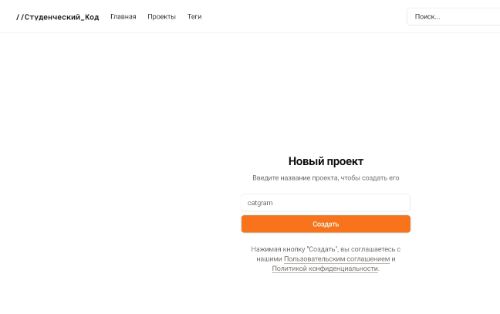 //Студенческий_Код Главная Проекты Теги Поиск...
Новый проект
Введите название проекта, чтобы создать его
catgram
Создать
Нажимая кнопку "Создать", вы соглашаетесь с
нашими Пользовательским соглашением и
Политикой конфиденциальности.